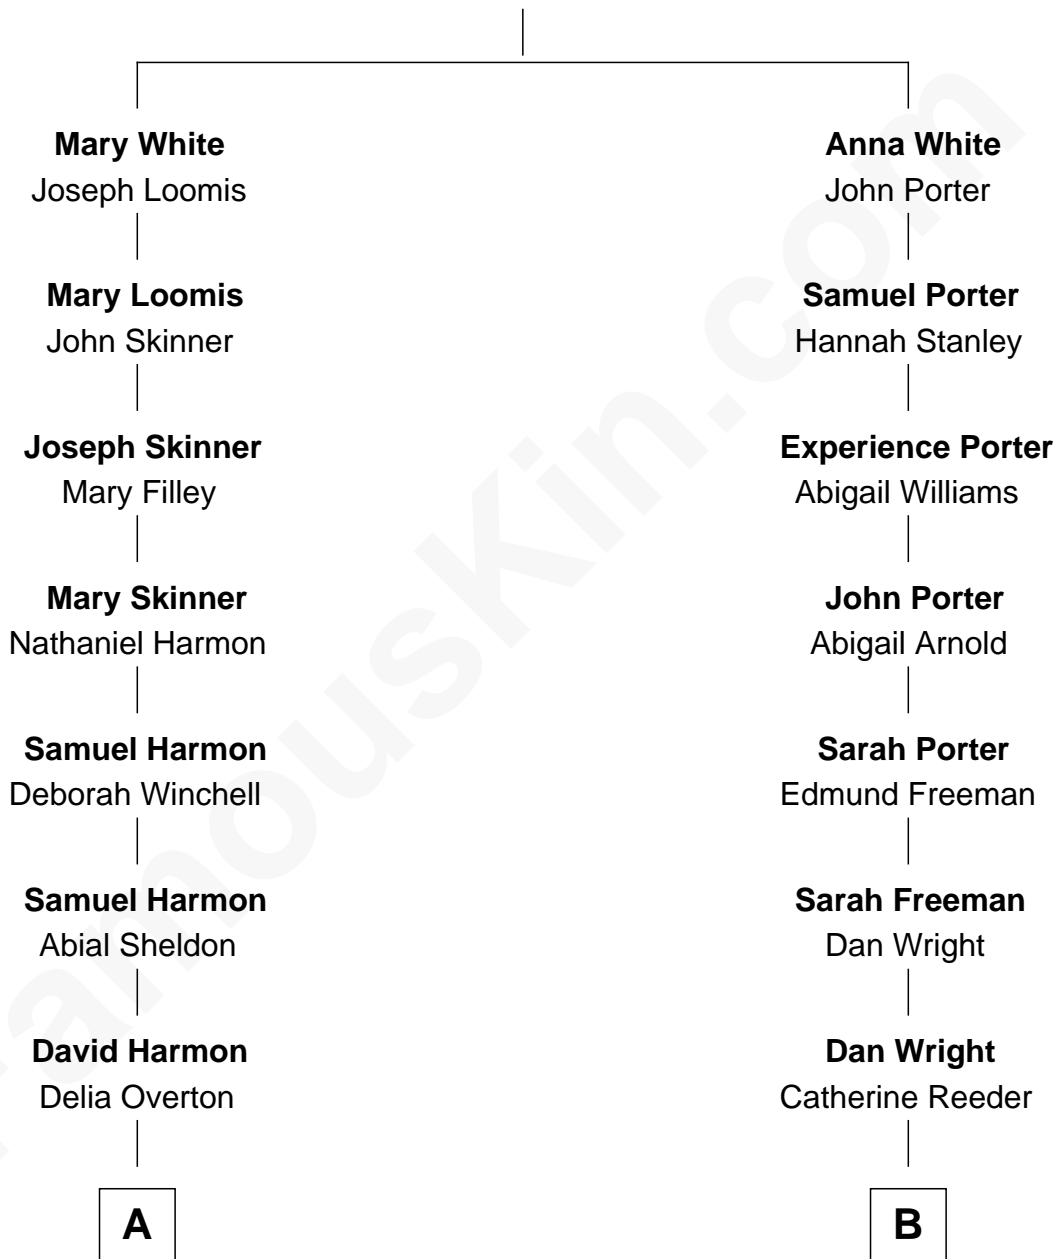 Mary White
Joseph Loomis
Mary Loomis
John Skinner
Joseph Skinner
Mary Filley
Mary Skinner
Nathaniel Harmon
Samuel Harmon
Deborah Winchell
Samuel Harmon
Abial Sheldon
David Harmon
Delia Overton
A
Anna White
John Porter
Samuel Porter
Hannah Stanley
Experience Porter
Abigail Williams
John Porter
Abigail Arnold
Sarah Porter
Edmund Freeman
Sarah Freeman
Dan Wright
Dan Wright
Catherine Reeder
B
FamousKin.com